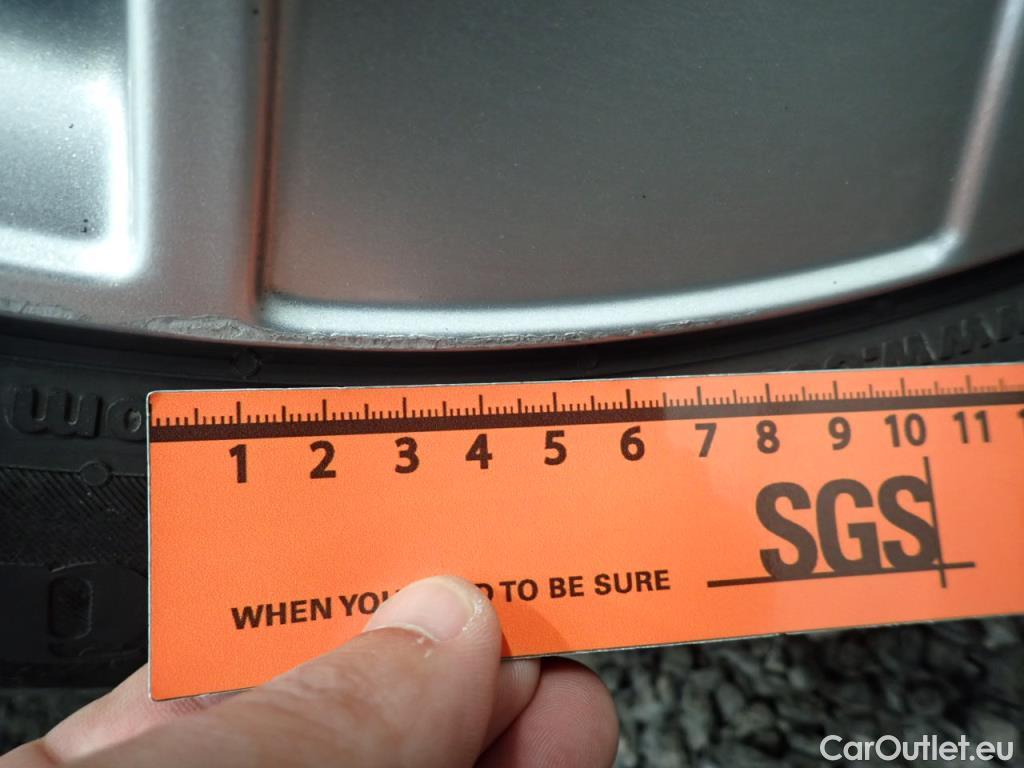 1 2 3 4 5 6 7 8 9 10 11
SGS
WHEN YOU TO BE SURE
CarOutlet.eu